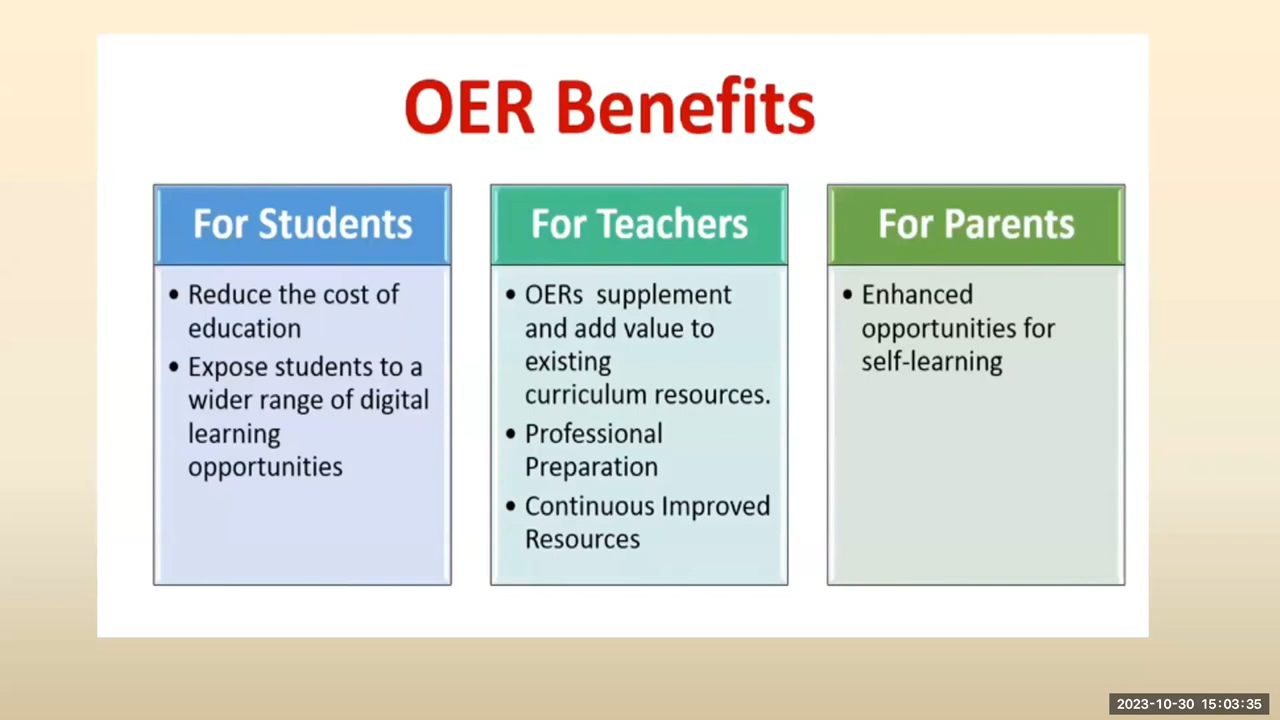 OER Benefits
For Students
• Reduce the cost of
education
• Expose students to a
wider range of digital
learning
opportunities
For Teachers
• OERs  supplement
and add value to
existing
curriculum resources.
• Professional
Preparation
• Continuous Improved
Resources
For Parents
• Enhanced
opportunities for
self-learning
2023-10-30 15:03:35